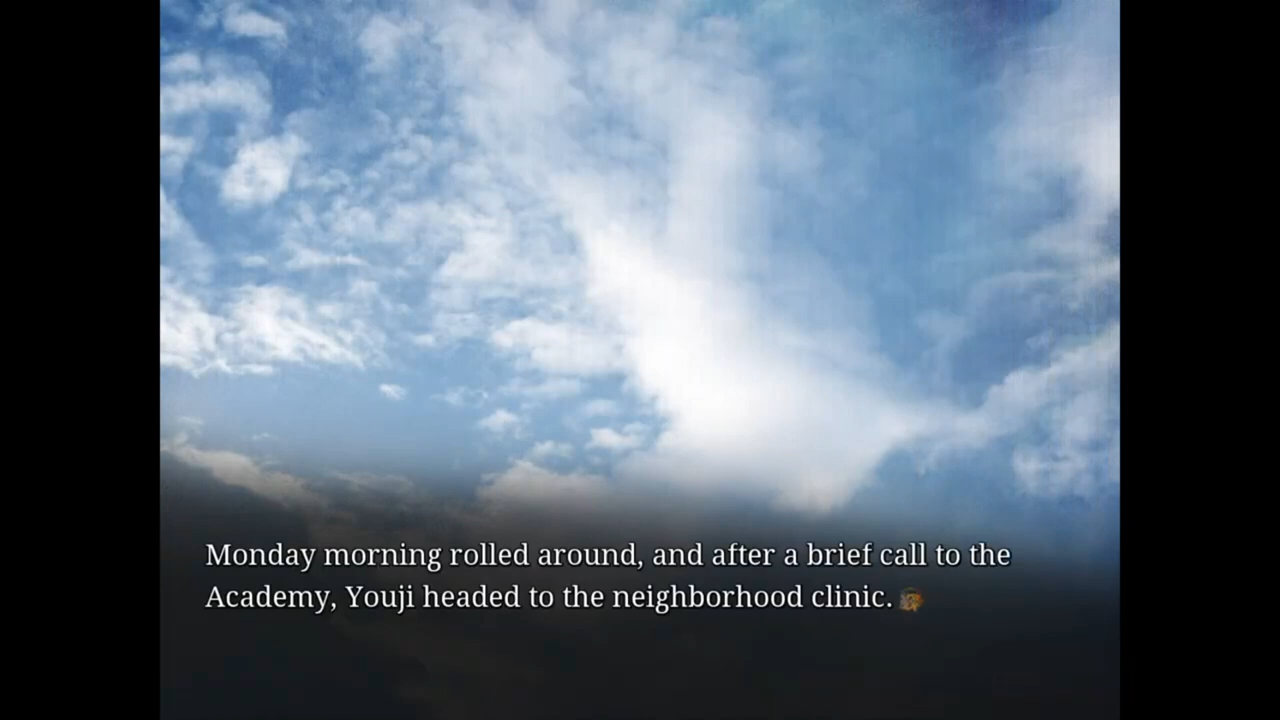 Monday morning rolled around, and after a brief call to the
Academy, Youji headed to the neighborhood clinic.